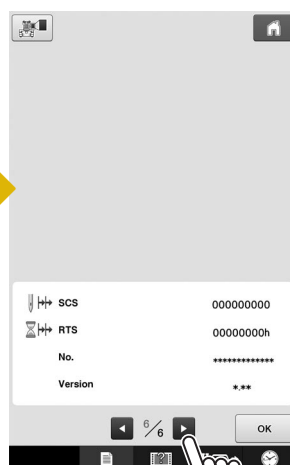 SCS 000000000
RTS 00000000h
No. *************
Version *.**
6/6
OK